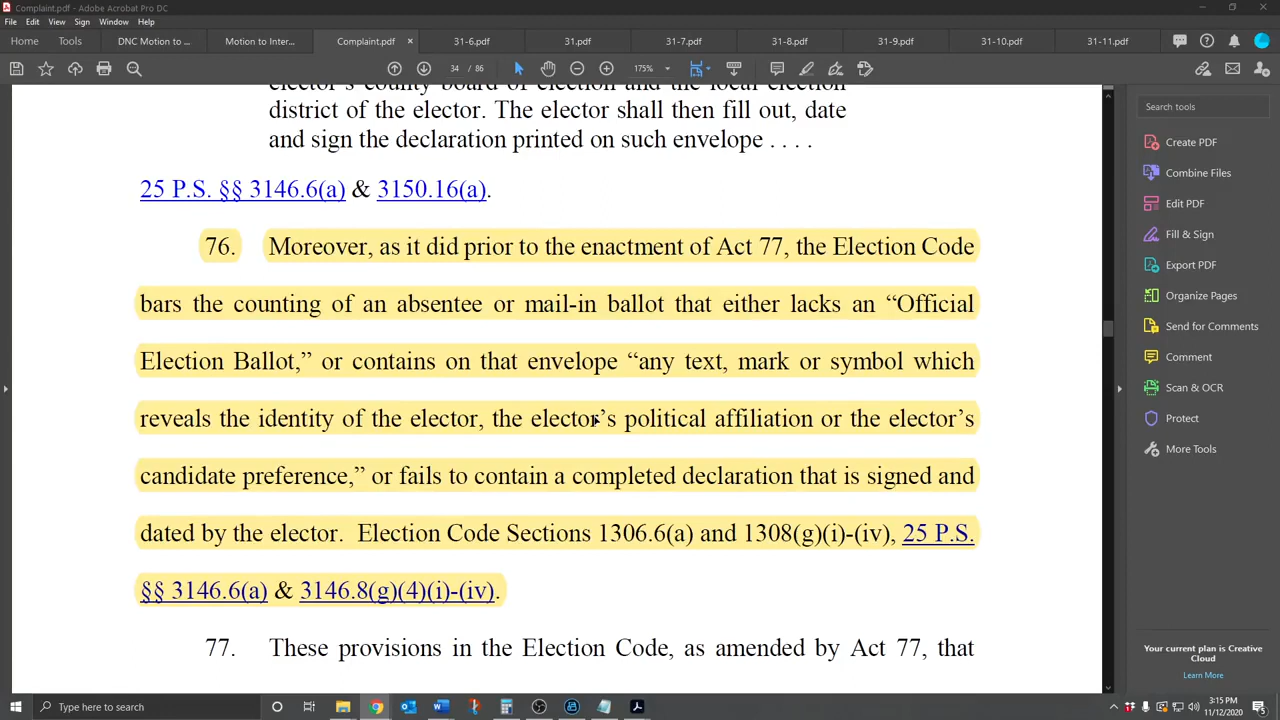 Complaint.pdf - Adobe Acrobat Pro DC
File Edit View Sign Window Help
Home Tools DNC Motion to ... Motion to Inter... Complaint.pdf × 31-6.pdf 31.pdf 31-7.pdf 31-8.pdf 31-9.pdf 31-10.pdf 31-11.pdf
34 / 86 175%
elector's county board of election and the local election
district of the elector. The elector shall then fill out, date
and sign the declaration printed on such envelope . . . .
25 P.S. §§ 3146.6(a) & 3150.16(a).
76. Moreover, as it did prior to the enactment of Act 77, the Election Code
bars the counting of an absentee or mail-in ballot that either lacks an “Official
Election Ballot,” or contains on that envelope “any text, mark or symbol which
reveals the identity of the elector, the elector’s political affiliation or the elector’s
candidate preference,” or fails to contain a completed declaration that is signed and
dated by the elector. Election Code Sections 1306.6(a) and 1308(g)(i)-(iv), 25 P.S.
§§ 3146.6(a) & 3146.8(g)(4)(i)-(iv).
77. These provisions in the Election Code, as amended by Act 77, that
Search tools
Create PDF
Combine Files
Edit PDF
Fill & Sign
Export PDF
Organize Pages
Send for Comments
Comment
Scan & OCR
Protect
More Tools
Your current plan is Creative
Cloud
Learn More
Type here to search
3:15 PM
11/12/2020
5